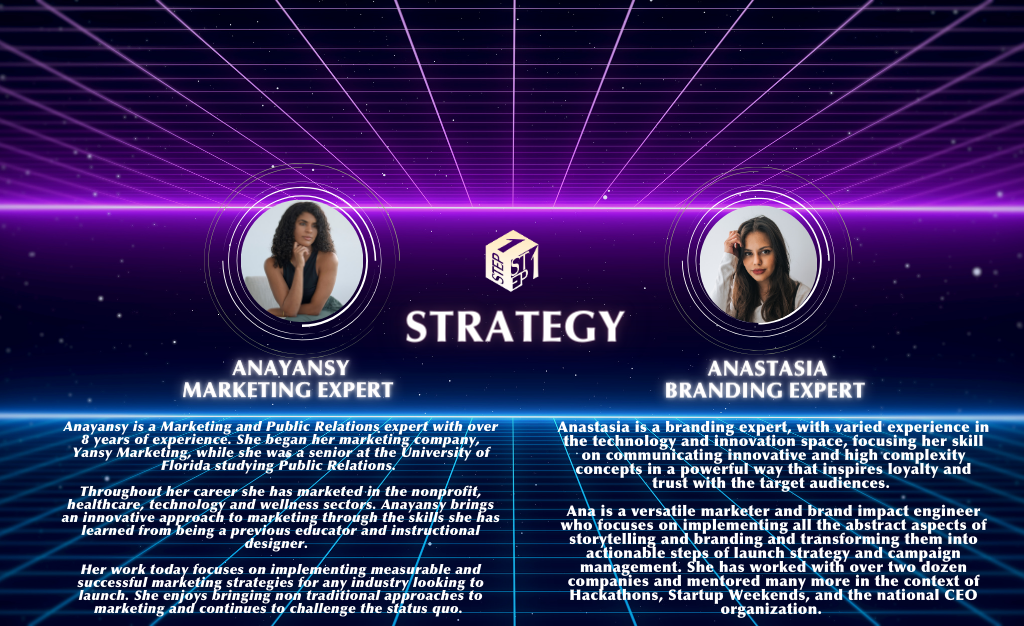 STEP
1
ST1
EP
STRATEGY
ANAYANSY
MARKETING EXPERT
Anayansy is a Marketing and Public Relations expert with over
8 years of experience. She began her marketing company,
Yansy Marketing, while she was a senior at the University of
Florida studying Public Relations.
Throughout her career she has marketed in the nonprofit,
healthcare, technology and wellness sectors. Anayansy brings
an innovative approach to marketing through the skills she has
learned from being a previous educator and instructional
designer.
Her work today focuses on implementing measurable and
successful marketing strategies for any industry looking to
launch. She enjoys bringing non traditional approaches to
marketing and continues to challenge the status quo.
ANASTASIA
BRANDING EXPERT
Anastasia is a branding expert, with varied experience in
the technology and innovation space, focusing her skill
on communicating innovative and high complexity
concepts in a powerful way that inspires loyalty and
trust with the target audiences.
Ana is a versatile marketer and brand impact engineer
who focuses on implementing all the abstract aspects of
storytelling and branding and transforming them into
actionable steps of launch strategy and campaign
management. She has worked with over two dozen
companies and mentored many more in the context of
Hackathons, Startup Weekends, and the national CEO
organization.